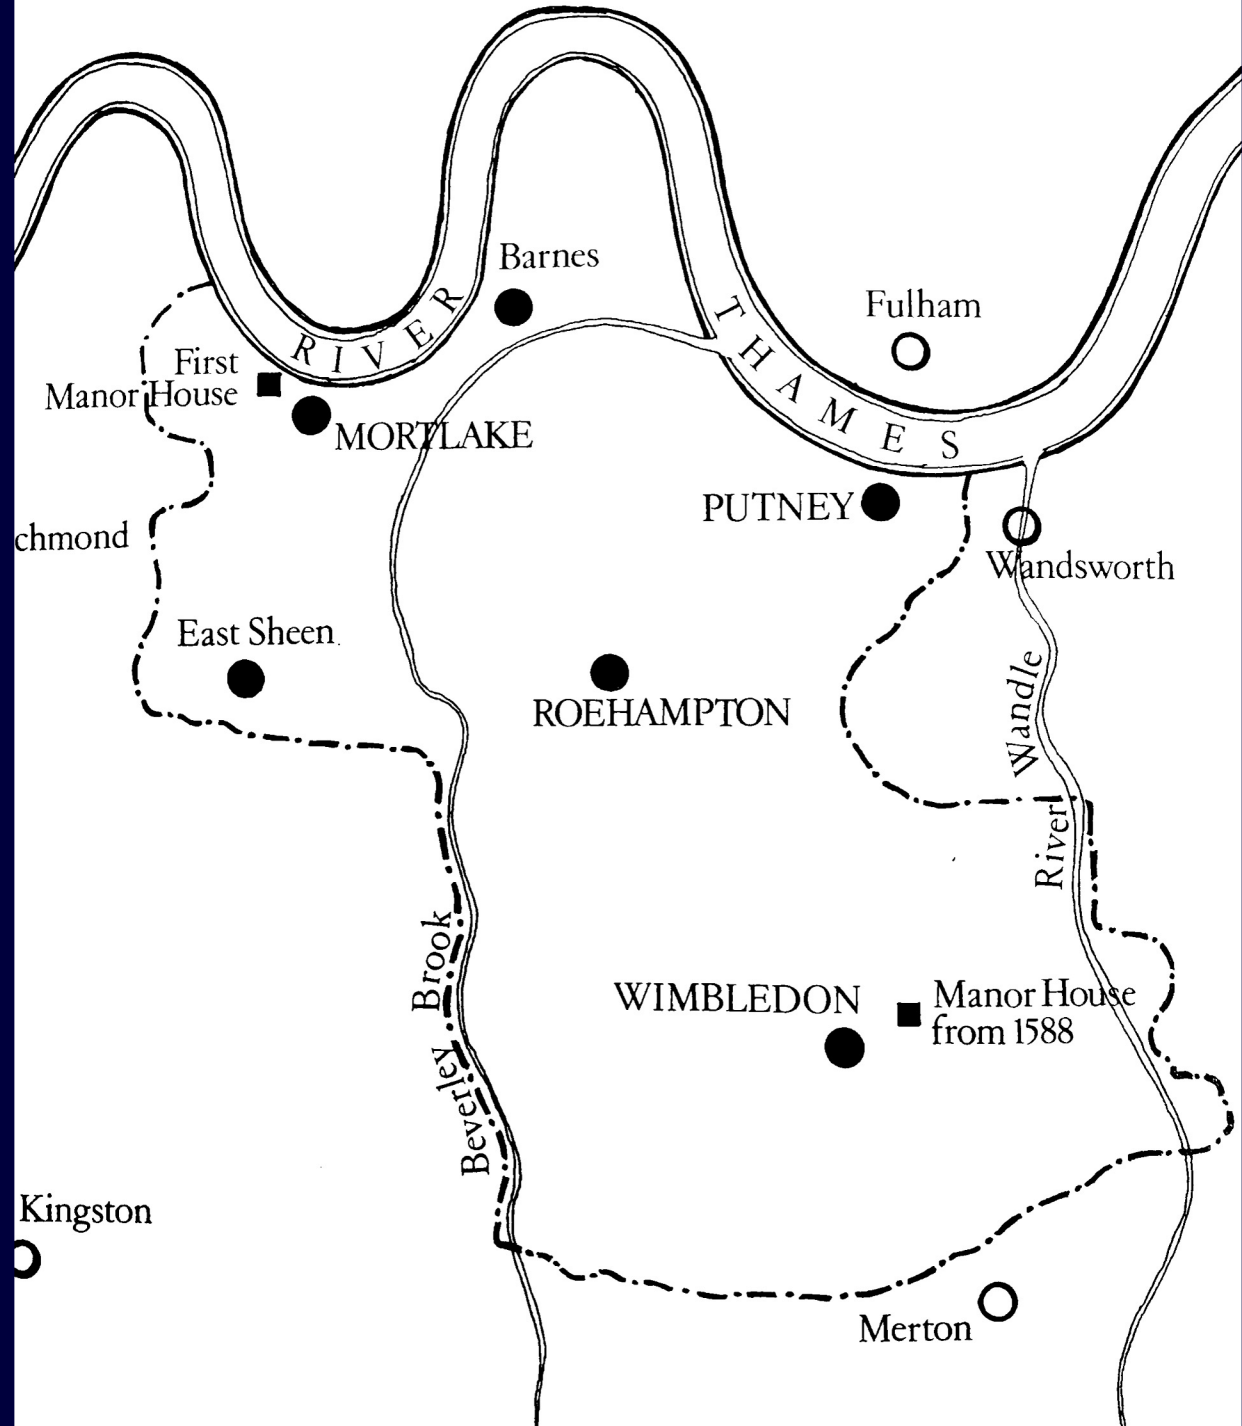 Barnes
RIVER
THAMES
Fulham
First
Manor House
MORTLAKE
PUTNEY
chmond
Wandsworth
East Sheen
ROEHAMPTON
River Wandle
Beverley Brook
WIMBLEDON
Manor House
from 1588
Kingston
Merton